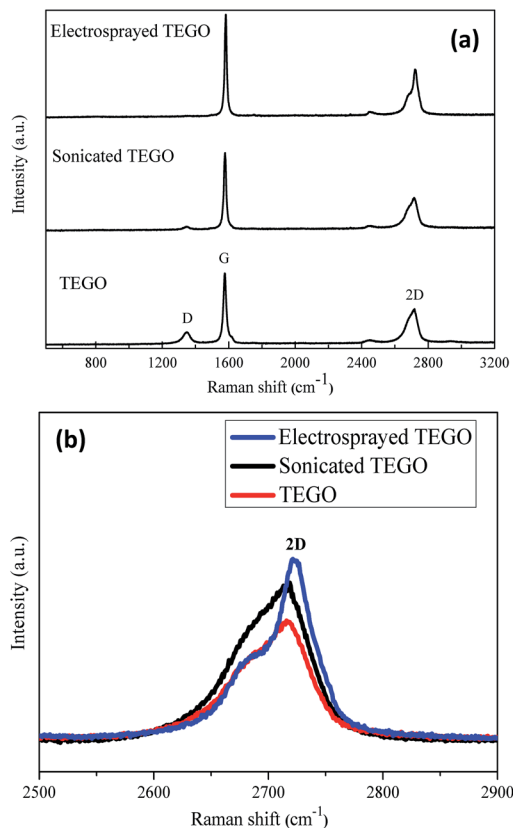 (a)
Electrosprayed TEGO
Sonicated TEGO
TEGO
D
G
2D
Intensity (a.u.)
800 1200 1600 2000 2400 2800 3200
Raman shift (cm⁻¹)
(b)
Electrosprayed TEGO
Sonicated TEGO
TEGO
2D
Intensity (a.u.)
2500 2600 2700 2800 2900
Raman shift (cm⁻¹)